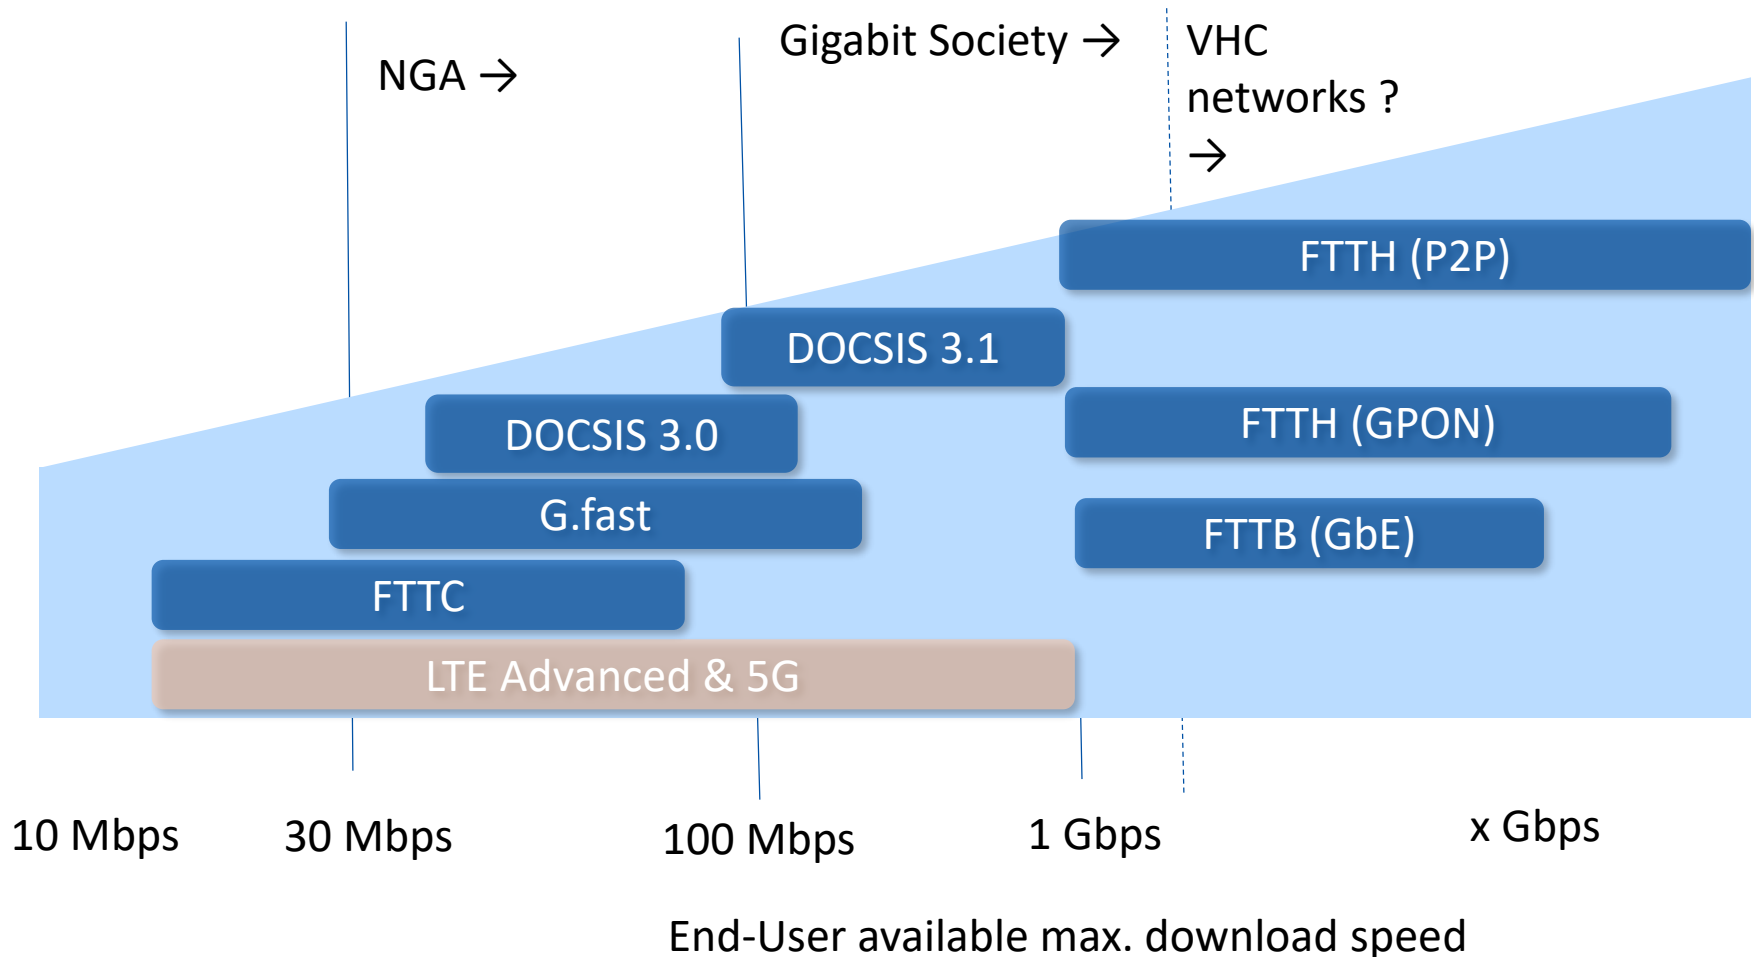 NGA →
Gigabit Society →
VHC
networks ?
→
FTTH (P2P)
DOCSIS 3.1
FTTH (GPON)
DOCSIS 3.0
G.fast
FTTB (GbE)
FTTC
LTE Advanced & 5G
10 Mbps
30 Mbps
100 Mbps
1 Gbps
x Gbps
End-User available max. download speed